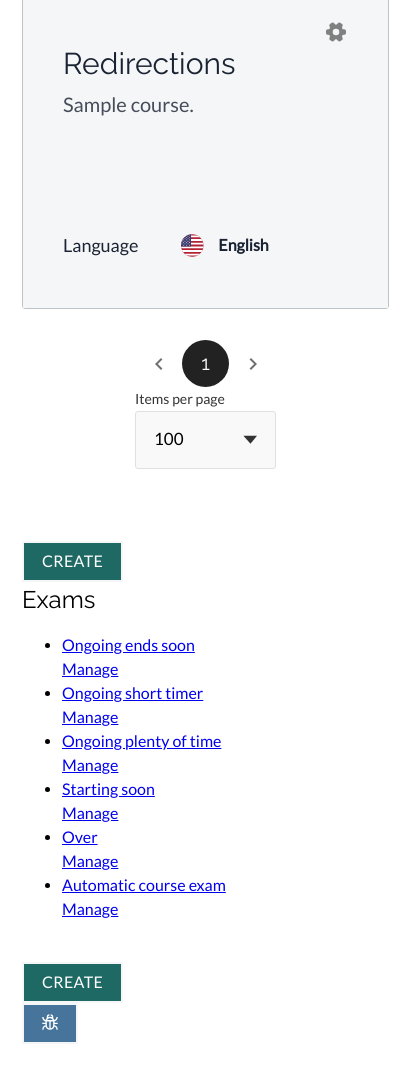 Redirections
Sample course.
Language English
1
Items per page
100
CREATE
Exams
Ongoing ends soon
Manage
Ongoing short timer
Manage
Ongoing plenty of time
Manage
Starting soon
Manage
Over
Manage
Automatic course exam
Manage
CREATE